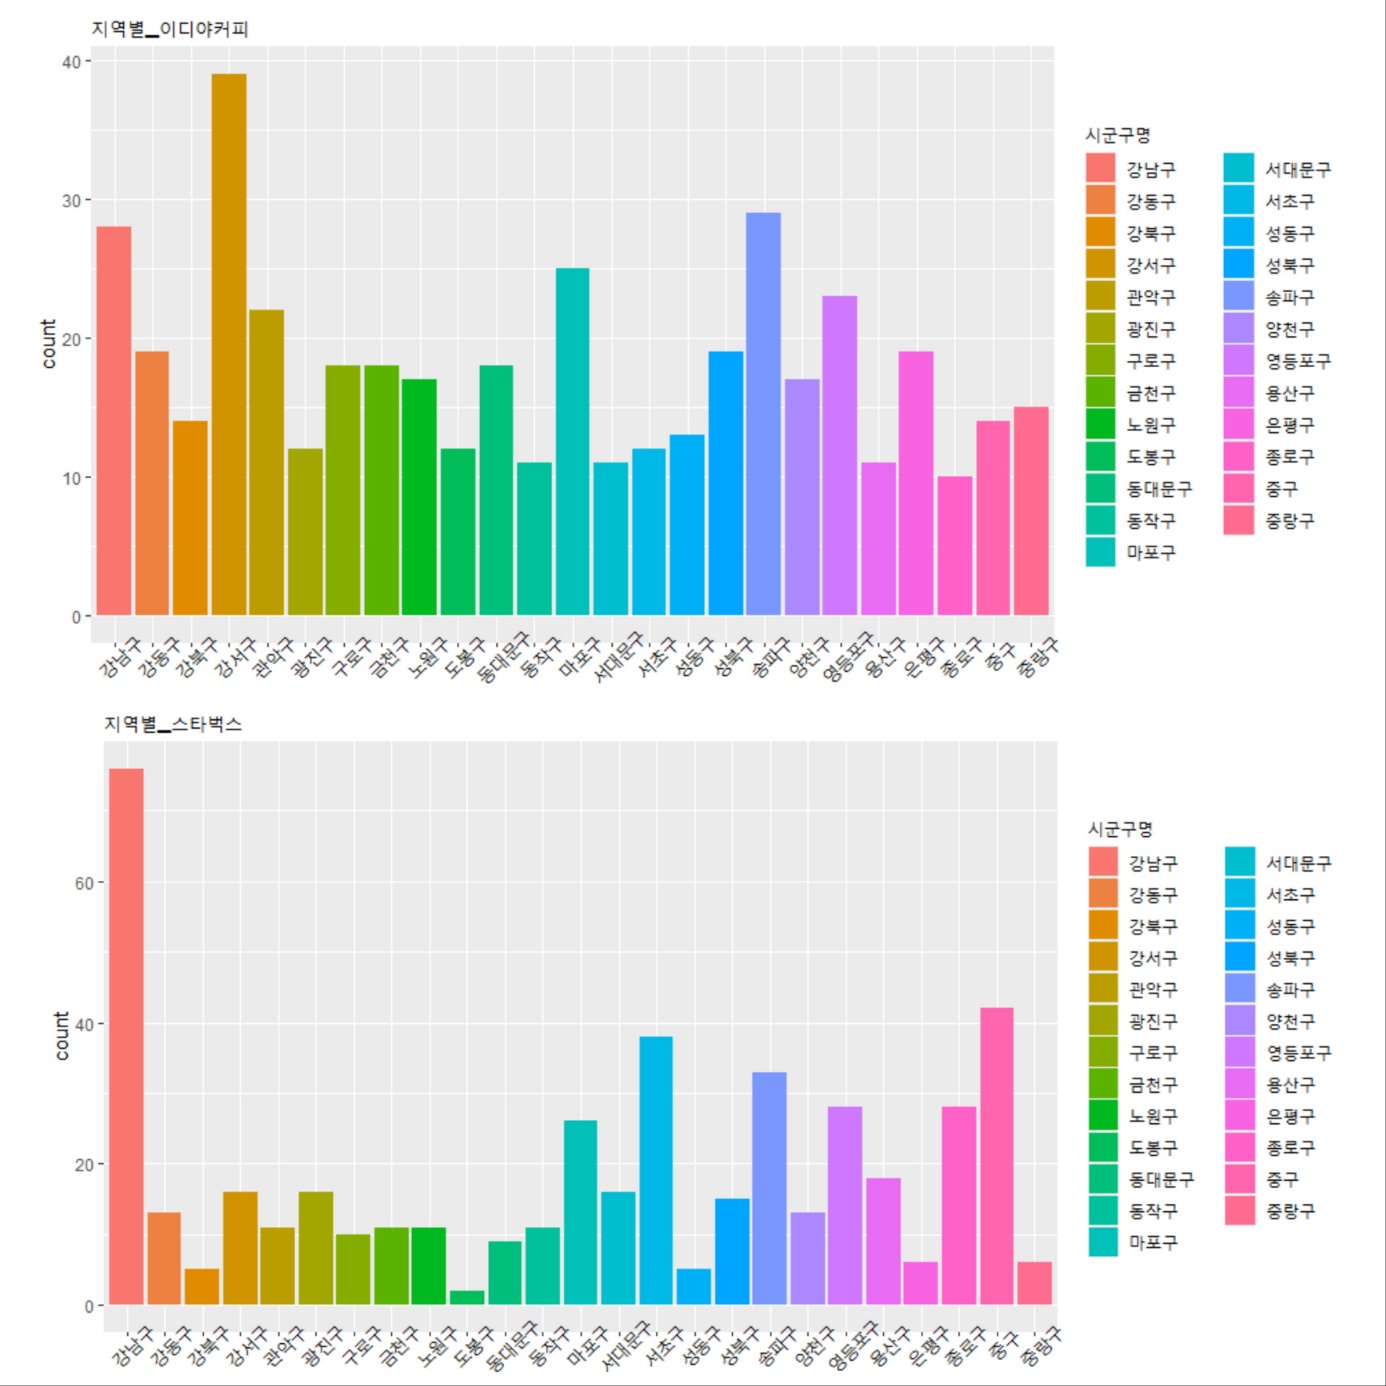 지역별_이디야커피
40
30
20
10
0
count
강남구 강동구 강북구 강서구 관악구 광진구 구로구 금천구 노원구 도봉구 동대문구 동작구 마포구 서대문구 서초구 성동구 성북구 송파구 양천구 영등포구 용산구 은평구 종로구 중구 중랑구
시군구명
강남구 서대문구
강동구 서초구
강북구 성동구
강서구 성북구
관악구 송파구
광진구 양천구
구로구 영등포구
금천구 용산구
노원구 은평구
도봉구 종로구
동대문구 중구
동작구 중랑구
마포구
지역별_스타벅스
60
40
20
0
count
강남구 강동구 강북구 강서구 관악구 광진구 구로구 금천구 노원구 도봉구 동대문구 동작구 마포구 서대문구 서초구 성동구 성북구 송파구 양천구 영등포구 용산구 은평구 종로구 중구 중랑구
시군구명
강남구 서대문구
강동구 서초구
강북구 성동구
강서구 성북구
관악구 송파구
광진구 양천구
구로구 영등포구
금천구 용산구
노원구 은평구
도봉구 종로구
동대문구 중구
동작구 중랑구
마포구